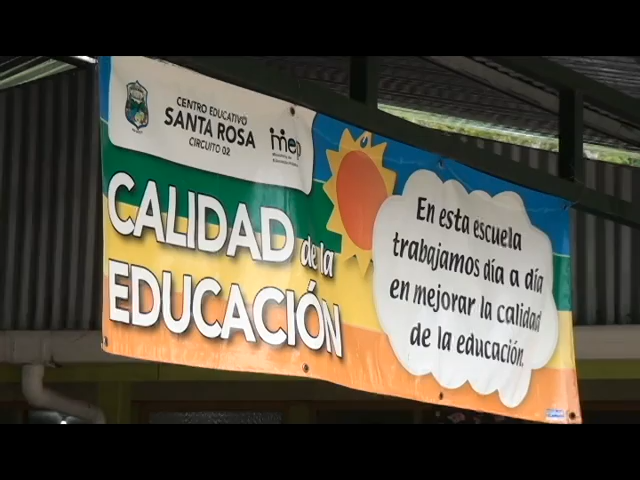 CENTRO EDUCATIVO
SANTA ROSA
CIRCUITO 02
mep
CALIDAD de la
EDUCACIÓN
En esta escuela
trabajamos día a día
en mejorar la calidad
de la educación.